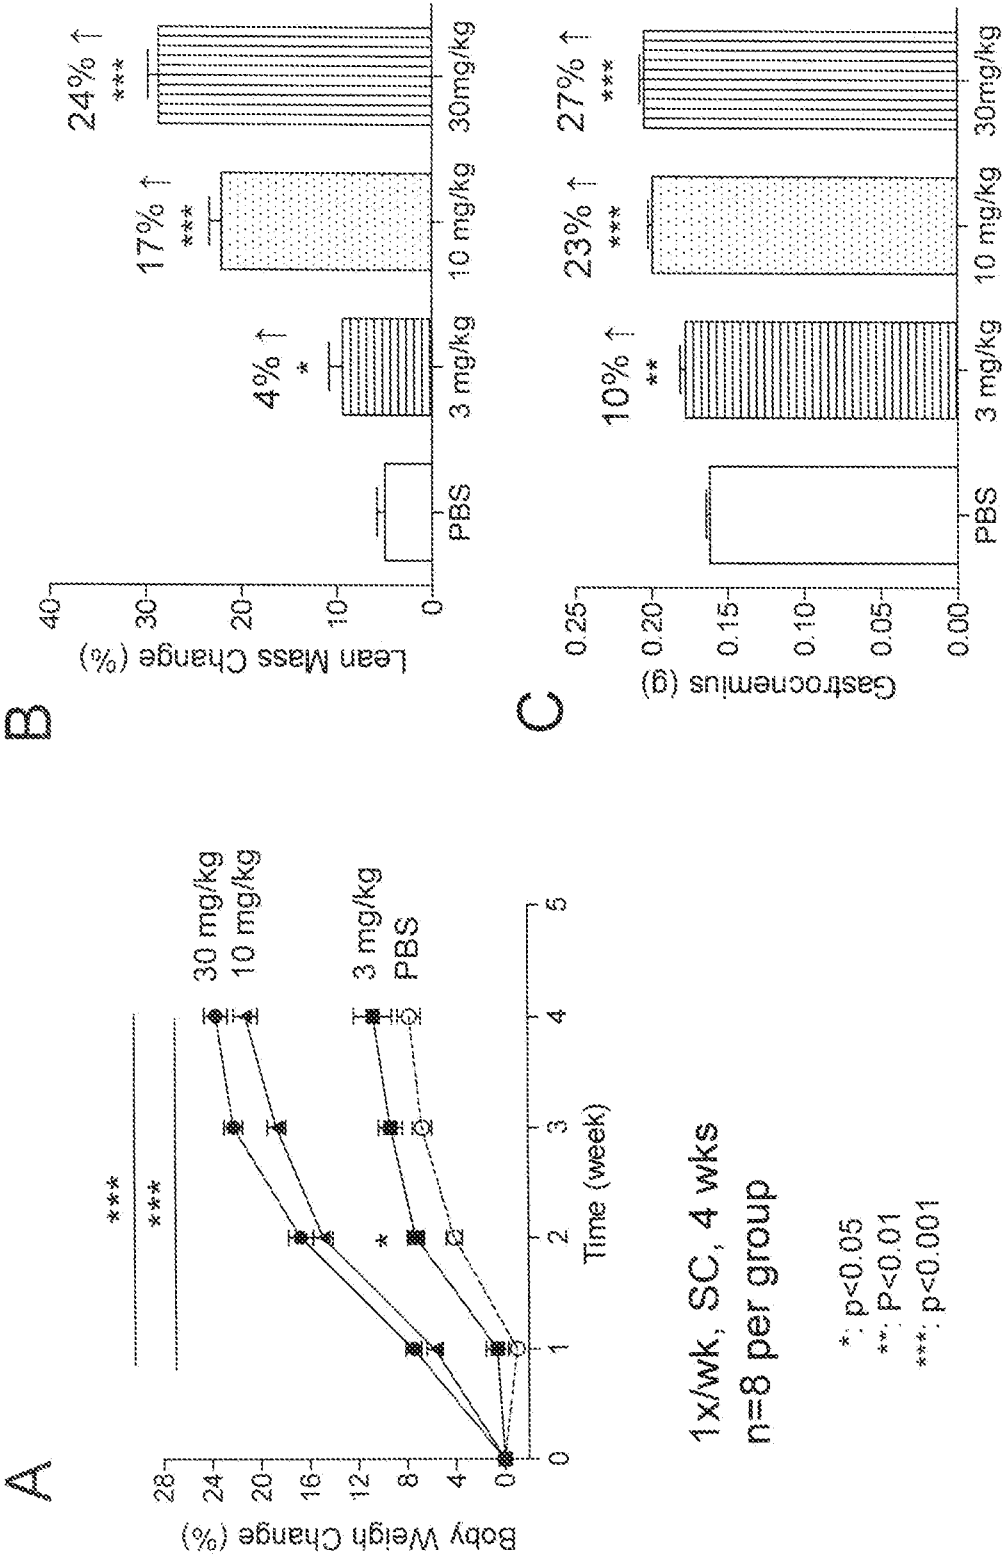 A
Boby Weigh Change (%)
28
24
20
16
12
8
4
0
***
***
*
30 mg/kg
10 mg/kg
3 mg/kg
PBS
0 1 2 3 4 5
Time (week)
1x/wk, SC, 4 wks
n=8 per group
*: p<0.05
**: P<0.01
***: p<0.001
B
Lean Mass Change (%)
40
30
20
10
0
4% ↑
*
17% ↑
***
24% ↑
***
PBS 3 mg/kg 10 mg/kg 30mg/kg
C
Gastrocnemius (g)
0.25
0.20
0.15
0.10
0.05
0.00
10% ↑
**
23% ↑
***
27% ↑
***
PBS 3 mg/kg 10 mg/kg 30mg/kg